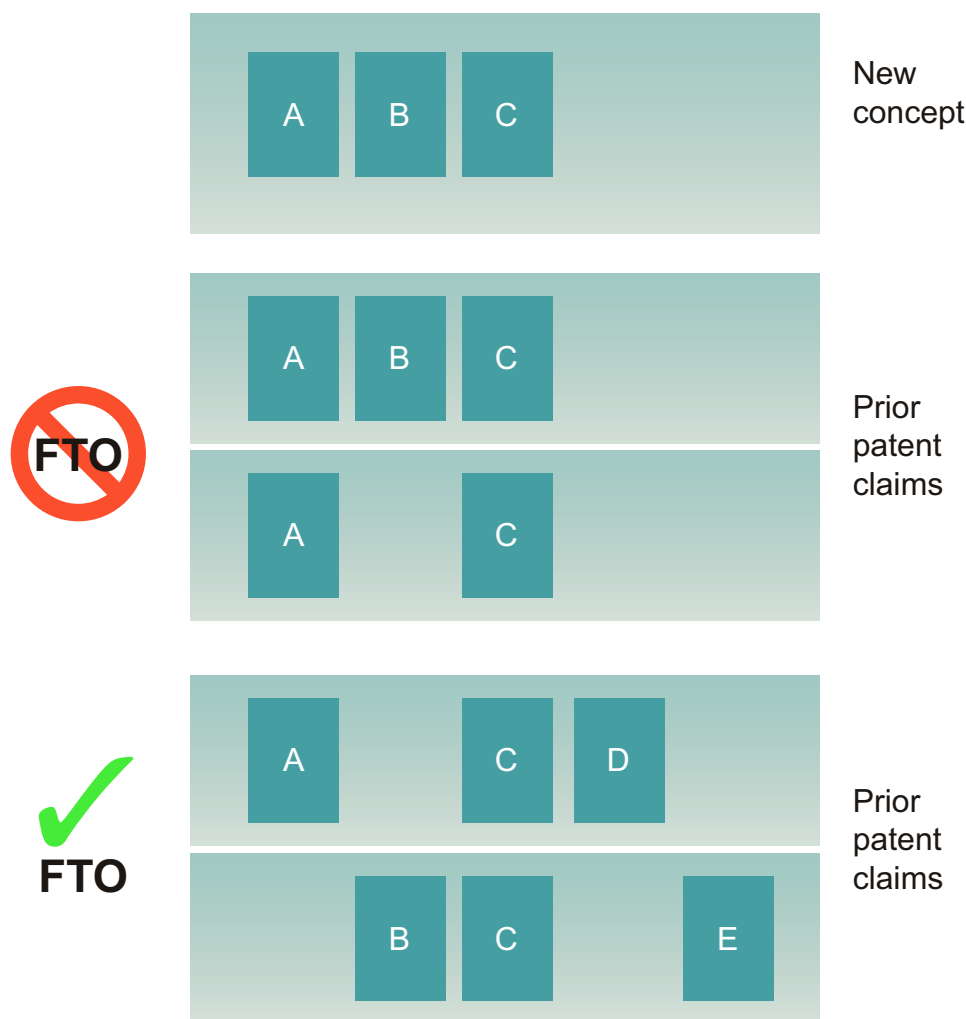 A B C
New
concept
A B C
FTO
Prior
patent
claims
A C
A C D
FTO
Prior
patent
claims
B C E